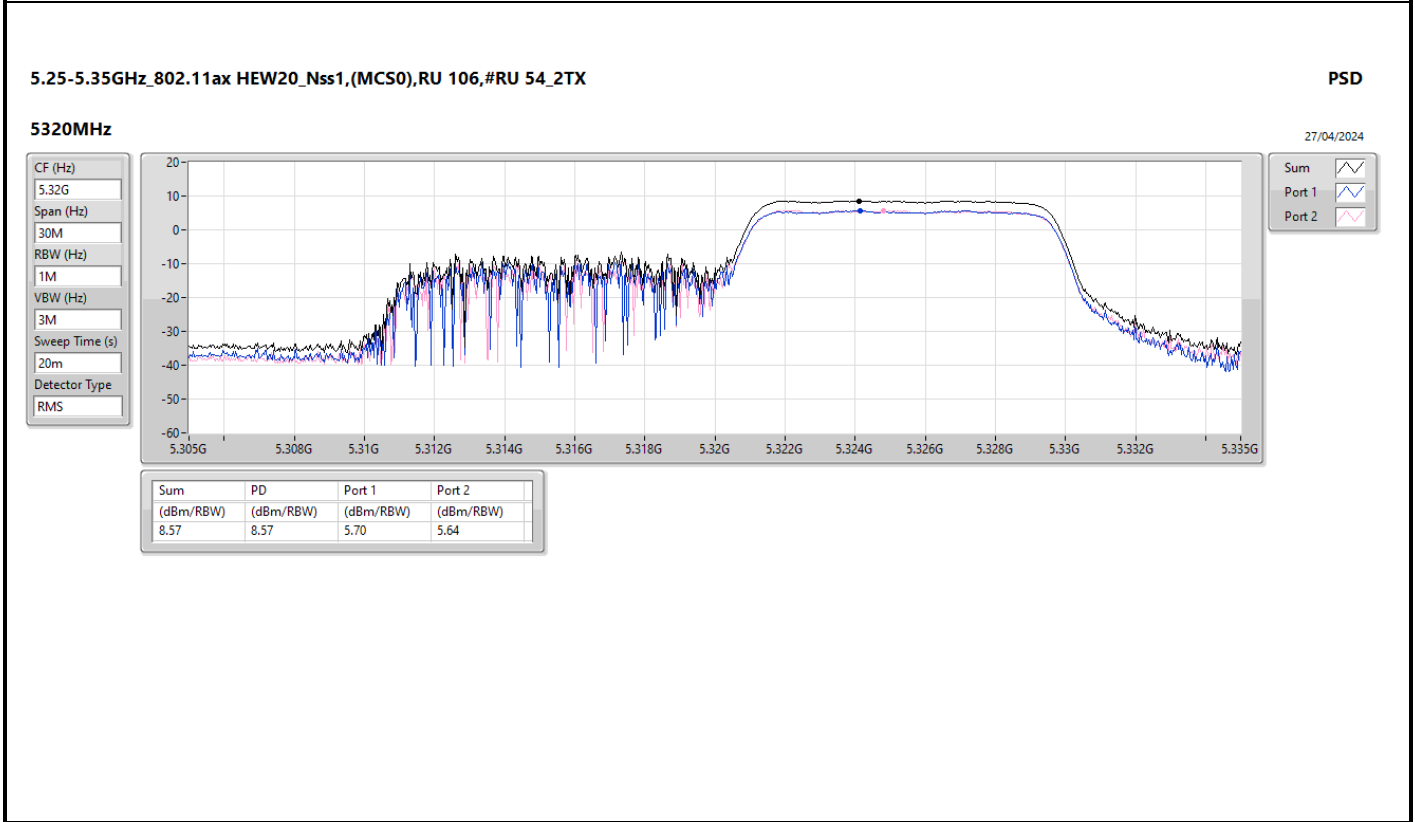 5.25-5.35GHz_802.11ax HEW20_Nss1,(MCS0),RU 106,#RU 54_2TX
PSD
5320MHz
27/04/2024
CF (Hz)
5.32G
Span (Hz)
30M
RBW (Hz)
1M
VBW (Hz)
3M
Sweep Time (s)
20m
Detector Type
RMS
20
10
0
-10
-20
-30
-40
-50
-60
5.305G 5.308G 5.31G 5.312G 5.314G 5.316G 5.318G 5.32G 5.322G 5.324G 5.326G 5.328G 5.33G 5.332G 5.335G
Sum
Port 1
Port 2
Sum PD Port 1 Port 2
(dBm/RBW) (dBm/RBW) (dBm/RBW) (dBm/RBW)
8.57 8.57 5.70 5.64